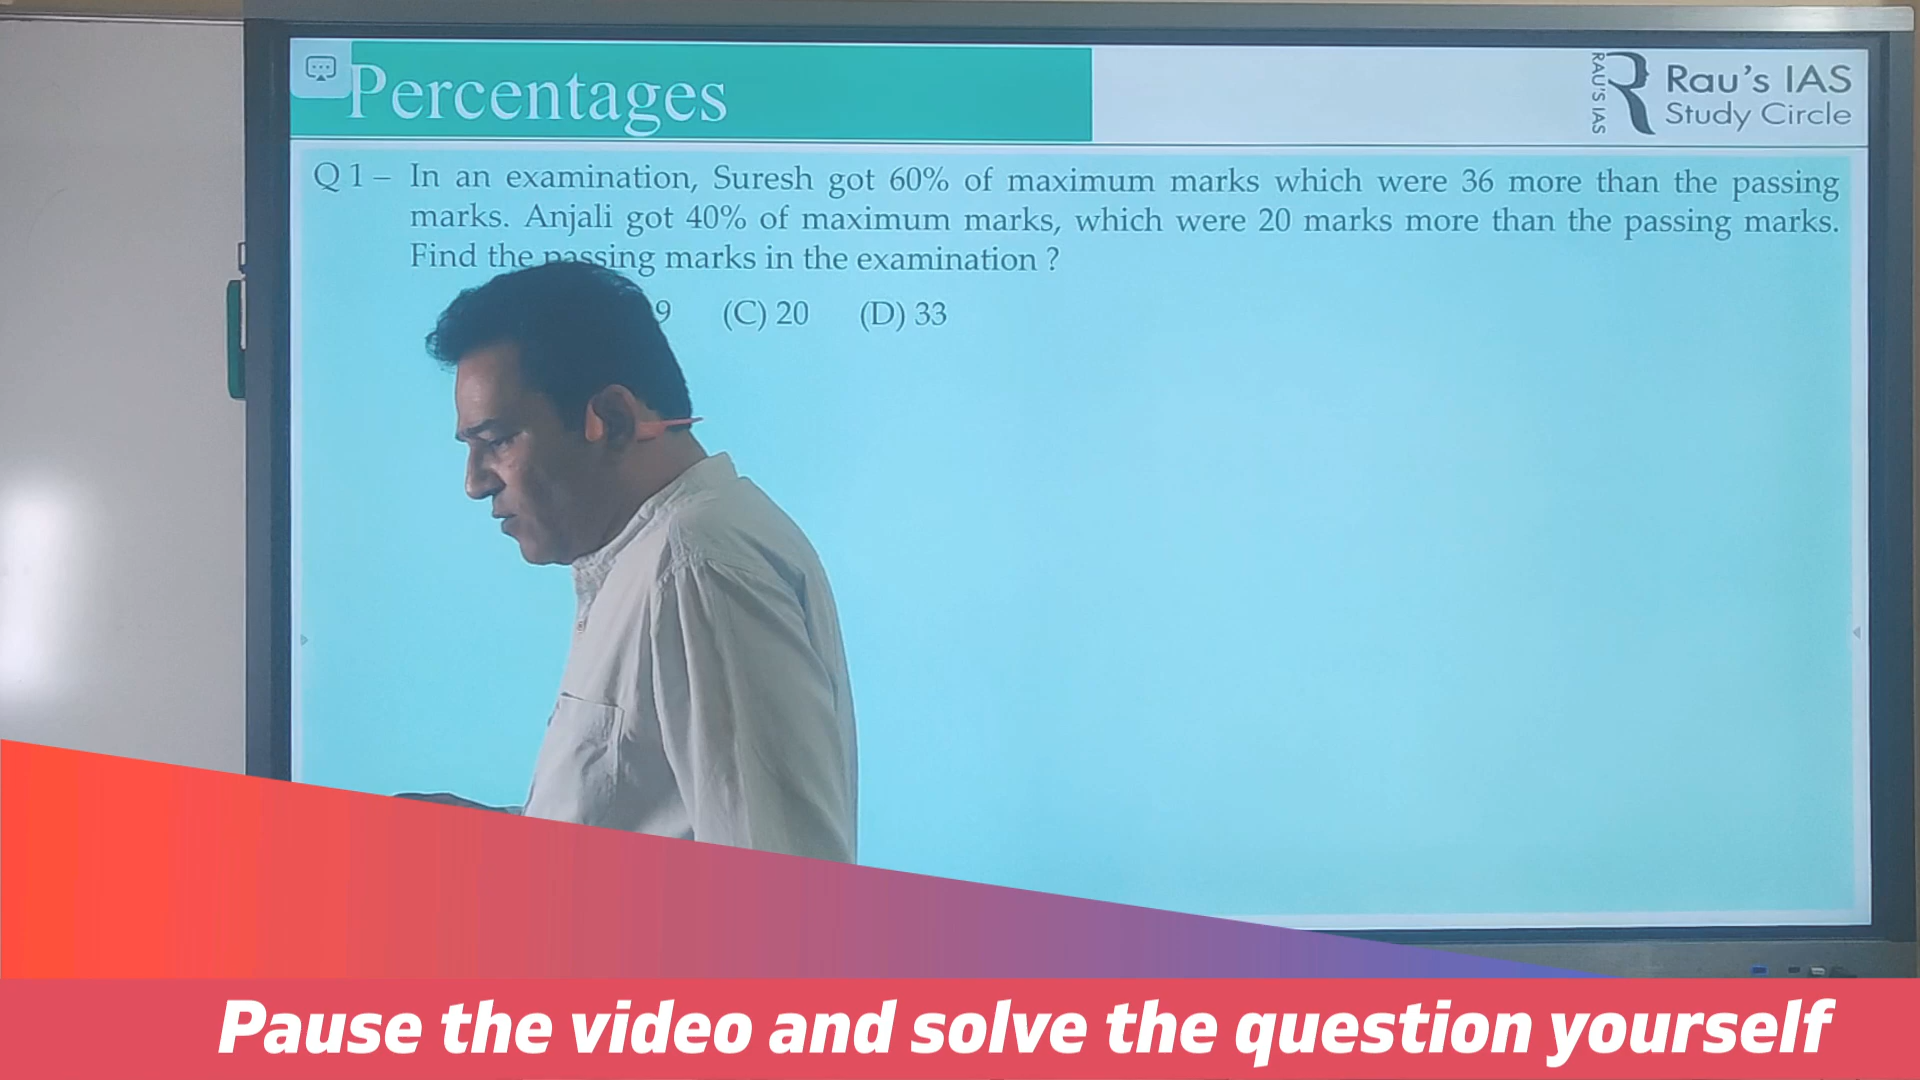 Percentages
RAU'S IAS
Rau's IAS
Study Circle
Q 1 – In an examination, Suresh got 60% of maximum marks which were 36 more than the passing
marks. Anjali got 40% of maximum marks, which were 20 marks more than the passing marks.
Find the passing marks in the examination ?
9 (C) 20 (D) 33
Pause the video and solve the question yourself